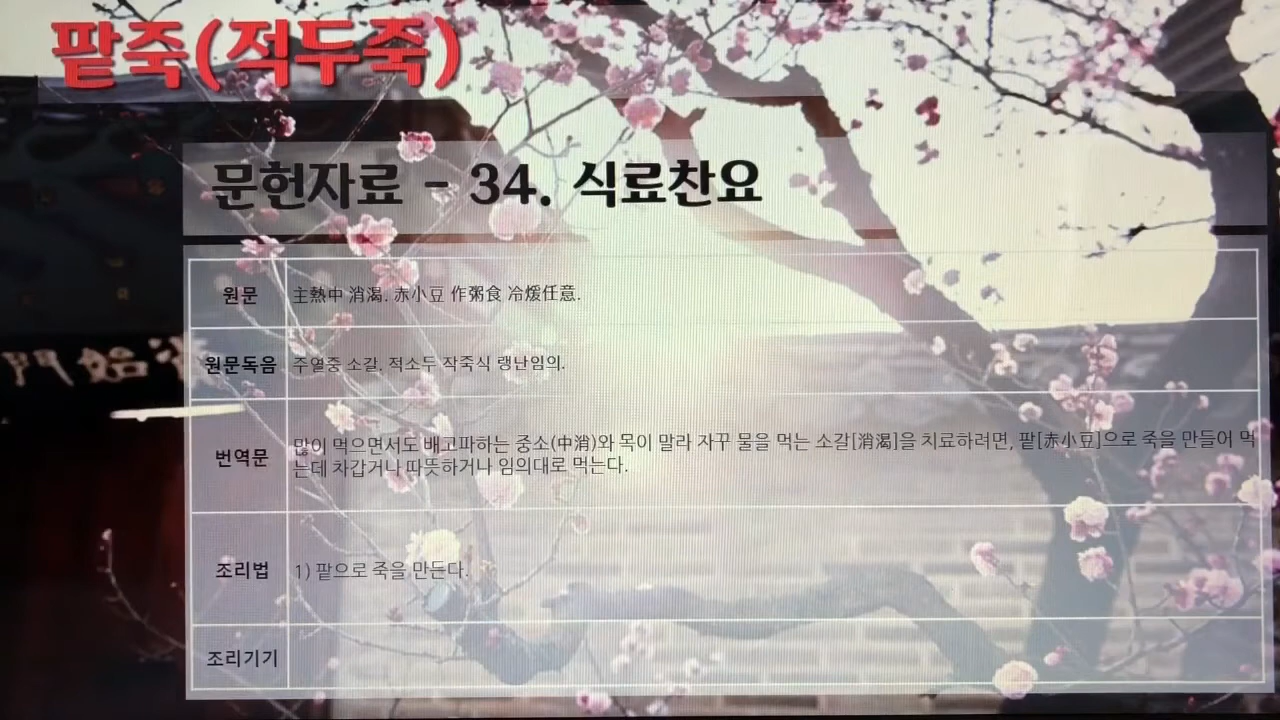 팥죽(적두죽)
문헌자료 - 34. 식료찬요
원문 主熱中 消渴. 赤小豆 作粥食 冷煖任意.
원문독음 주열중 소갈. 적소두 작죽식 랭난임의.
번역문 많이 먹으면서도 배고파하는 중소(中消)와 목이 말라 자꾸 물을 먹는 소갈[消渴]을 치료하려면, 팥[赤小豆]으로 죽을 만들어 먹
는데 차갑거나 따뜻하거나 임의대로 먹는다.
조리법 1) 팥으로 죽을 만든다.
조리기기
門始